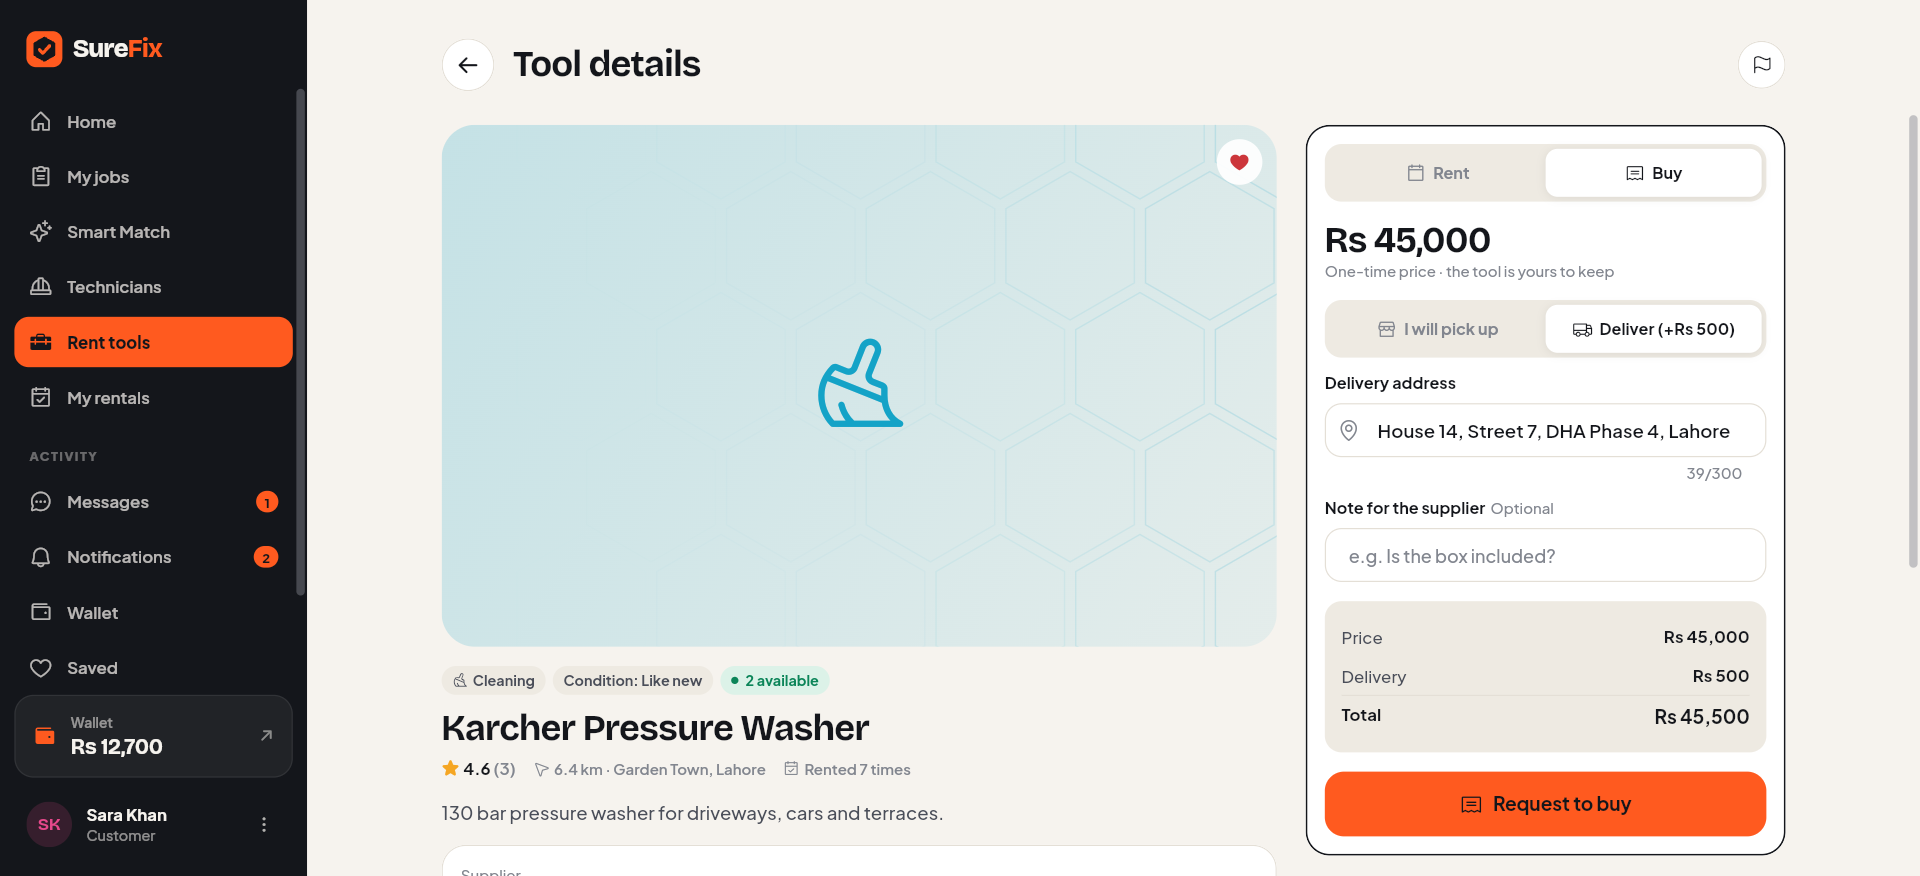 SureFix
Home
My jobs
Smart Match
Technicians
Rent tools
My rentals
ACTIVITY
Messages 1
Notifications 2
Wallet
Saved
Wallet
Rs 12,700
SK
Sara Khan
Customer
Tool details
Cleaning
Condition: Like new
2 available
Karcher Pressure Washer
4.6 (3) 6.4 km · Garden Town, Lahore Rented 7 times
130 bar pressure washer for driveways, cars and terraces.
Supplier
Rent
Buy
Rs 45,000
One-time price · the tool is yours to keep
I will pick up
Deliver (+Rs 500)
Delivery address
House 14, Street 7, DHA Phase 4, Lahore
39/300
Note for the supplier Optional
e.g. Is the box included?
Price Rs 45,000
Delivery Rs 500
Total Rs 45,500
Request to buy